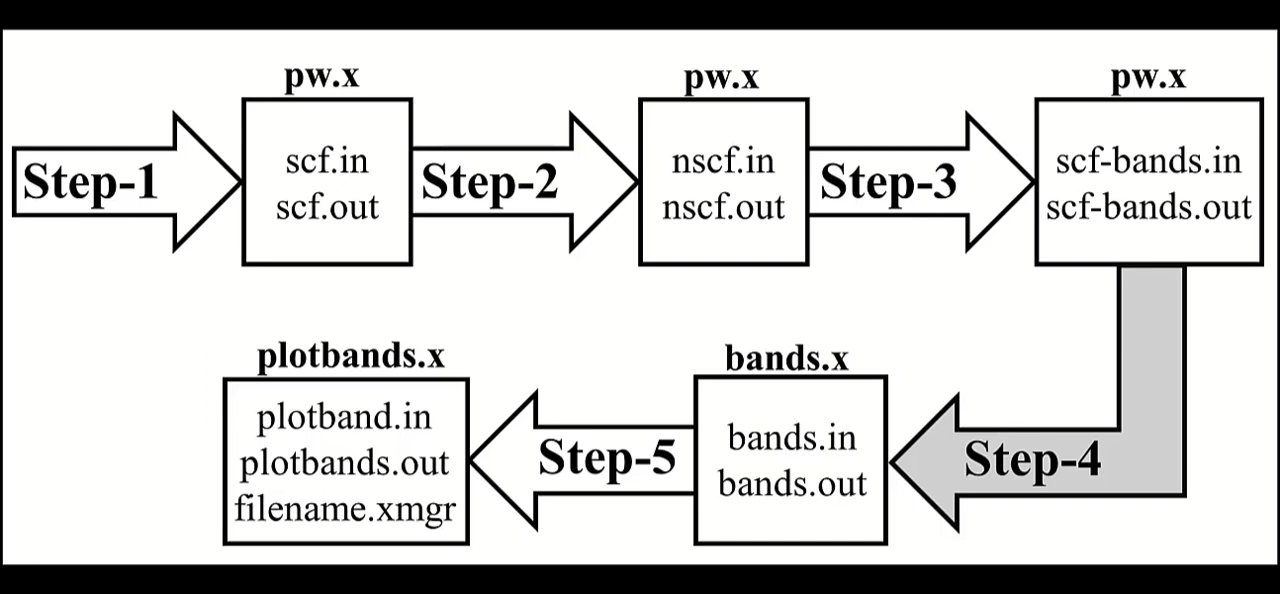 pw.x
pw.x
pw.x
Step-1
scf.in
scf.out
Step-2
nscf.in
nscf.out
Step-3
scf-bands.in
scf-bands.out
Step-4
bands.x
bands.in
bands.out
Step-5
plotbands.x
plotband.in
plotbands.out
filename.xmgr